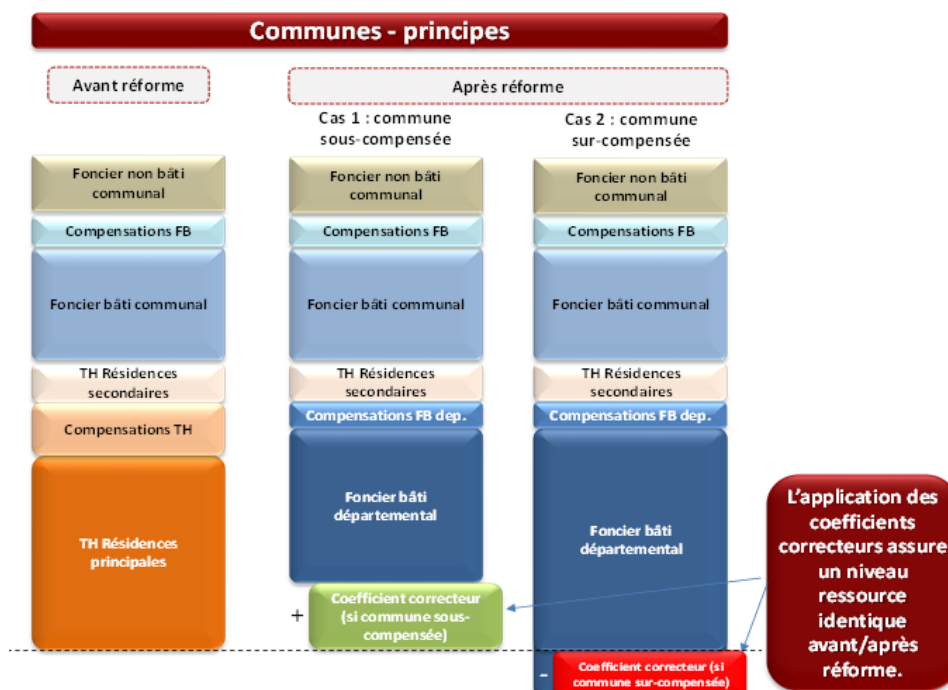 Communes - principes
Avant réforme
Après réforme
Cas 1 : commune
sous-compensée
Cas 2 : commune
sur-compensée
Foncier non bâti
communal
Compensations FB
Foncier bâti communal
TH Résidences
secondaires
Compensations TH
TH Résidences
principales
Foncier non bâti
communal
Compensations FB
Foncier bâti communal
TH Résidences
secondaires
Compensations FB dep.
Foncier bâti
départemental
+
Coefficient correcteur
(si commune sous-
compensée)
Foncier non bâti
communal
Compensations FB
Foncier bâti communal
TH Résidences
secondaires
Compensations FB dep.
Foncier bâti
départemental
-
Coefficient correcteur (si
commune sur-compensée)
L'application des
coefficients
correcteurs assure
un niveau
ressource
identique
avant/après
réforme.